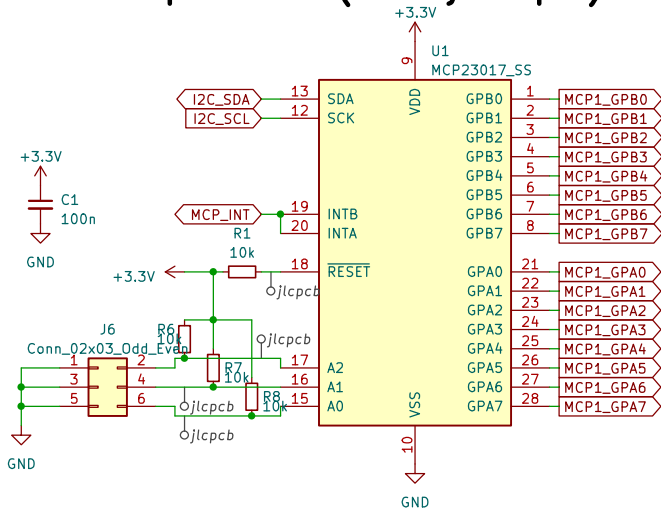 +3.3V
U1
MCP23017_SS
9
VDD
I2C_SDA 13 SDA
I2C_SCL 12 SCK
GPB0 1 MCP1_GPB0
GPB1 2 MCP1_GPB1
GPB2 3 MCP1_GPB2
GPB3 4 MCP1_GPB3
GPB4 5 MCP1_GPB4
GPB5 6 MCP1_GPB5
GPB6 7 MCP1_GPB6
GPB7 8 MCP1_GPB7
+3.3V
C1
100n
GND
MCP_INT 19 INTB
20 INTA
R1
10k
+3.3V 18 RESET
jlcpcb
GPA0 21 MCP1_GPA0
GPA1 22 MCP1_GPA1
GPA2 23 MCP1_GPA2
GPA3 24 MCP1_GPA3
GPA4 25 MCP1_GPA4
GPA5 26 MCP1_GPA5
GPA6 27 MCP1_GPA6
GPA7 28 MCP1_GPA7
J6
Conn_02x03_Odd_Even
R6
10k
jlcpcb
R7
10k
R8
10k
1 2
3 4
5 6
17 A2
16 A1
15 A0
jlcpcb
jlcpcb
GND
VSS
10
GND